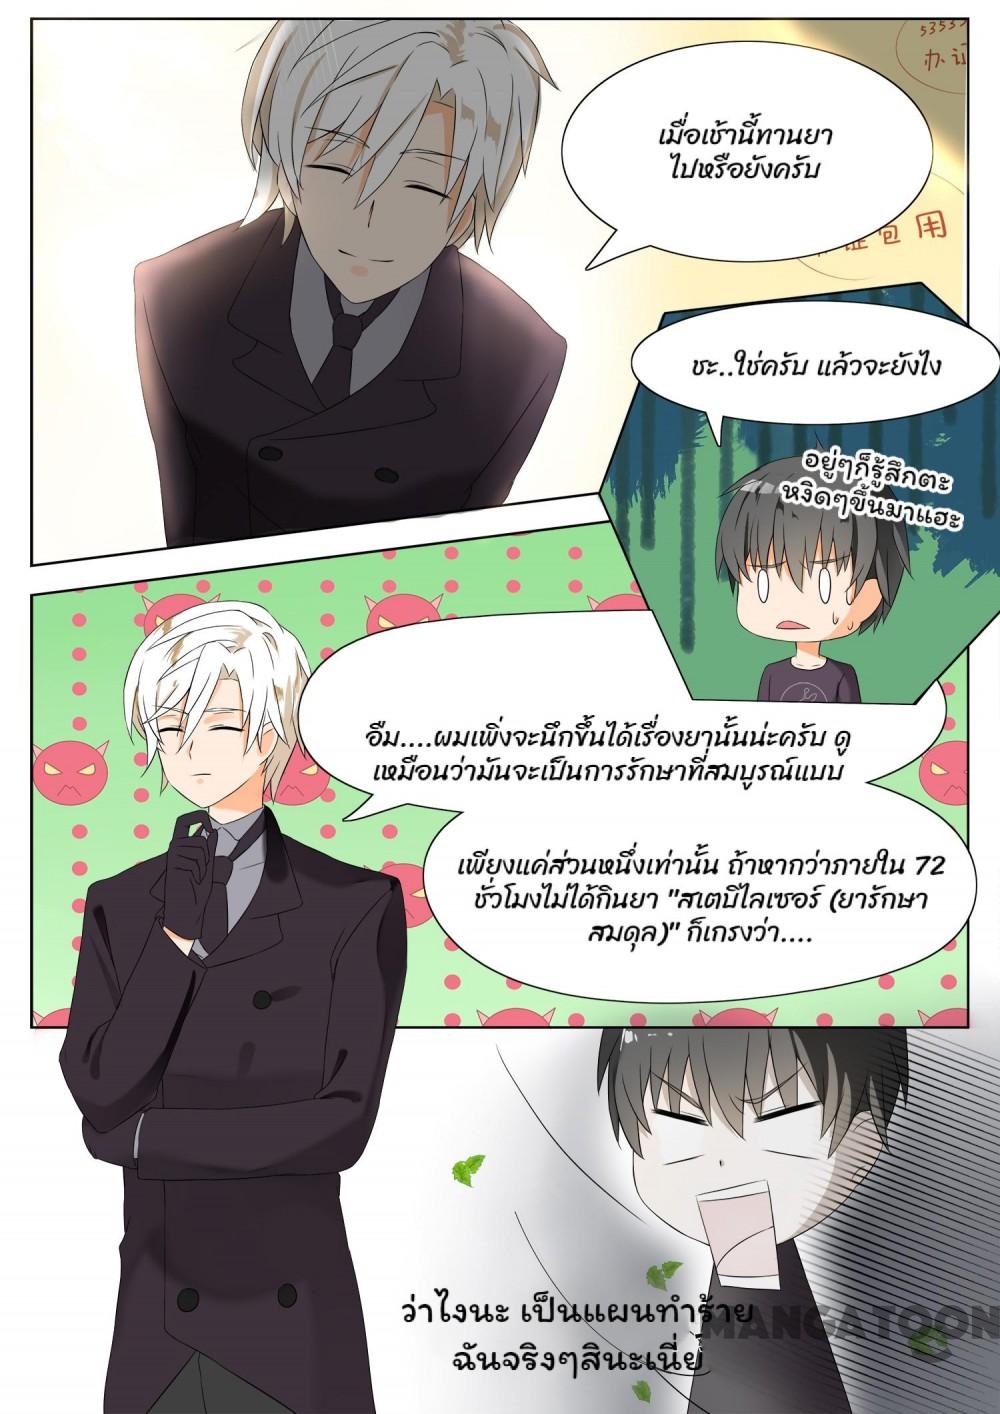 53535
办证
证包用
เมื่อเช้านี้ทานยา
ไปหรือยังครับ
ชะ..ใช่ครับ แล้วจะยังไง
อยู่ๆก็รู้สึกตะ
หงิดๆขึ้นมาแฮะ
อืม....ผมเพิ่งจะนึกขึ้นได้เรื่องยานั้นน่ะครับ ดู
เหมือนว่ามันจะเป็นการรักษาที่สมบูรณ์แบบ
เพียงแค่ส่วนหนึ่งเท่านั้น ถ้าหากว่าภายใน 72
ชั่วโมงไม่ได้กินยา "สเตบิไลเซอร์ (ยารักษา
สมดุล)" ก็เกรงว่า....
ว่าไงนะ เป็นแผนทำร้าย
ฉันจริงๆสินะเนี่ย์
MANGATOON